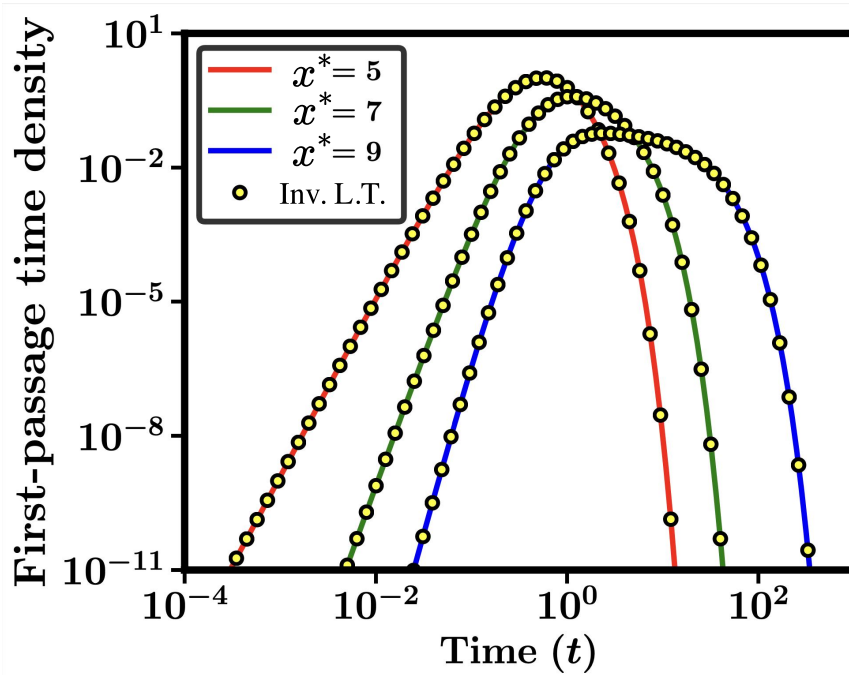 First-passage time density
10^1
10^{-2}
10^{-5}
10^{-8}
10^{-11}
x^*= 5
x^*= 7
x^*= 9
Inv. L.T.
10^{-4}
10^{-2}
10^0
10^2
Time (t)